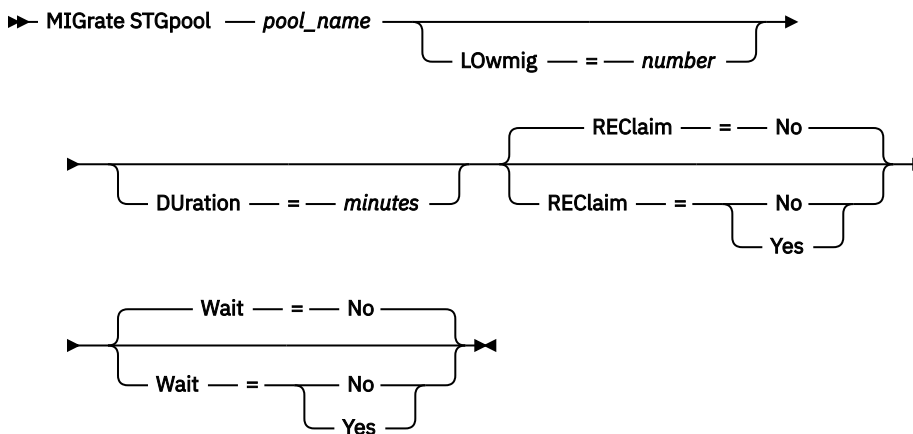 MIGrate STGpool pool_name
LOwmig = number
REClaim = No
DUration = minutes REClaim = No
Yes
Wait = No
Wait = No
Yes